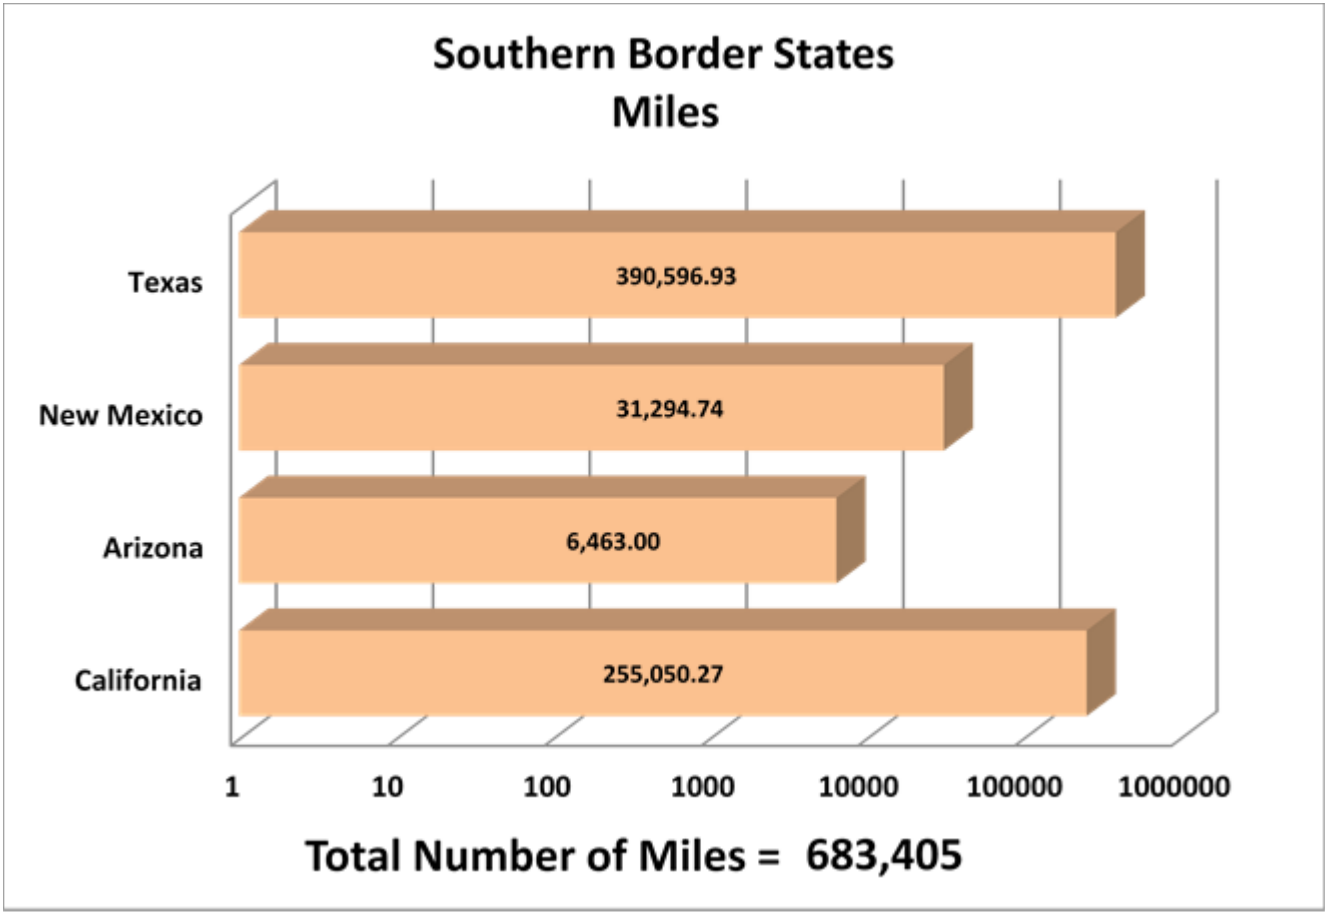 Southern Border States
Miles
Texas
390,596.93
New Mexico
31,294.74
Arizona
6,463.00
California
255,050.27
1 10 100 1000 10000 100000 1000000
Total Number of Miles = 683,405